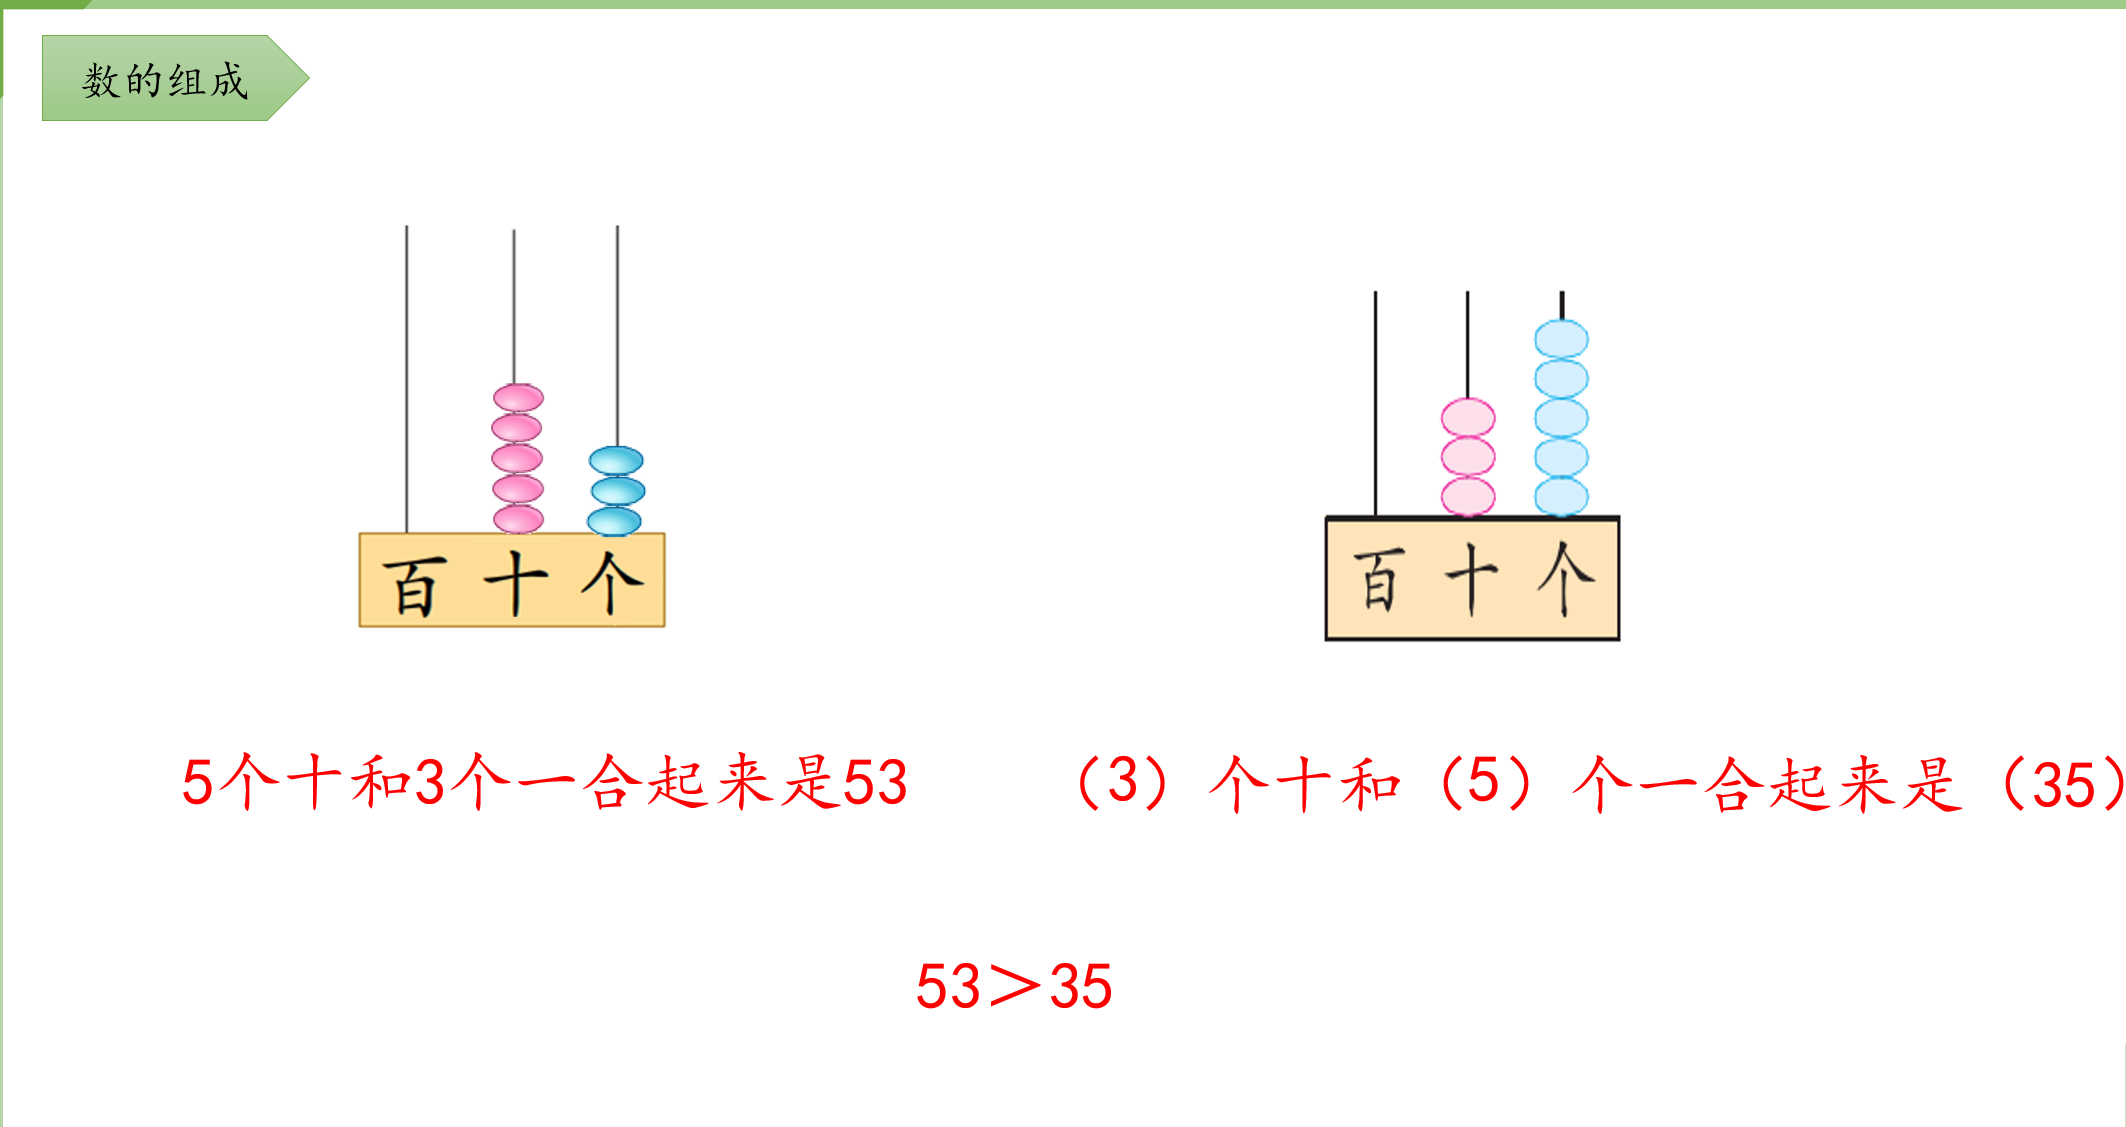 数的组成
百 十 个
百 十 个
5个十和3个一合起来是53
（3）个十和（5）个一合起来是（35）
53＞35